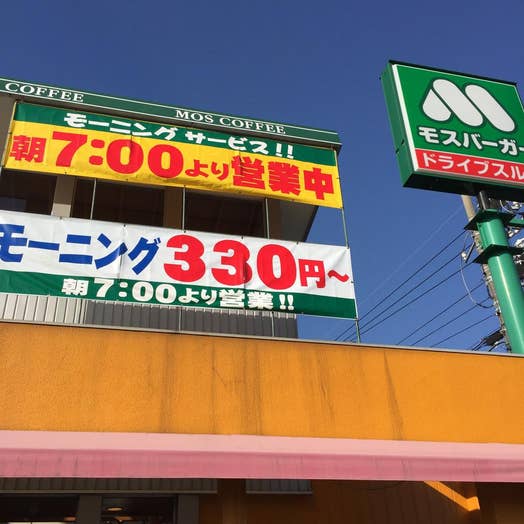 COFFEE MOS COFFEE
モーニング サービス!!
朝7:00より営業中
モーニング 330円～
朝7:00より営業!!
モスバーガー
ドライブスル